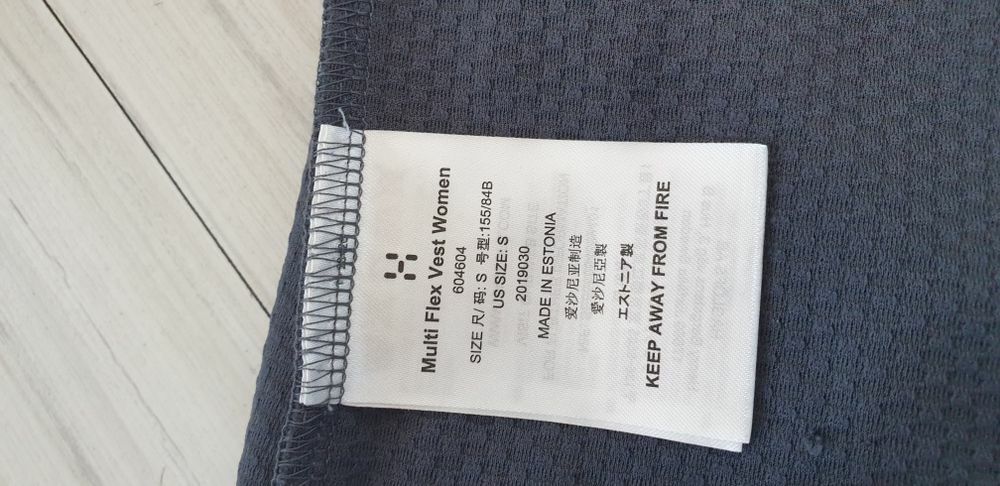 Multi Flex Vest Women
604604
SIZE 尺/ 码: S 号型:155/84B
US SIZE: S
2019030
MADE IN ESTONIA
爱沙尼亚制造
愛沙尼亞製
エストニア製
KEEP AWAY FROM FIRE